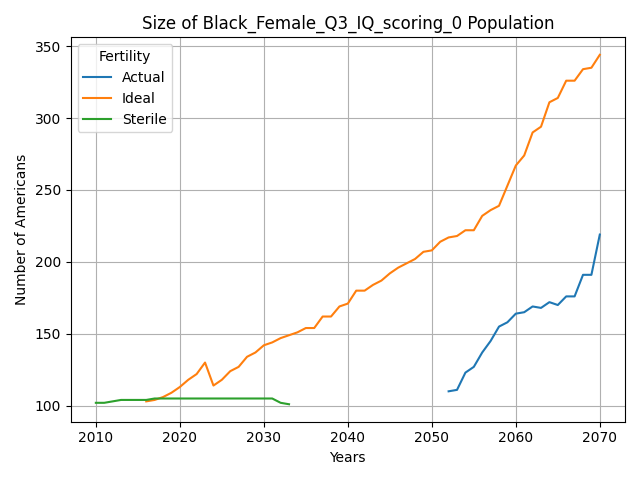 Size of Black_Female_Q3_IQ_scoring_0 Population
Fertility
Actual
Ideal
Sterile
Number of Americans
350
300
250
200
150
100
2010 2020 2030 2040 2050 2060 2070
Years